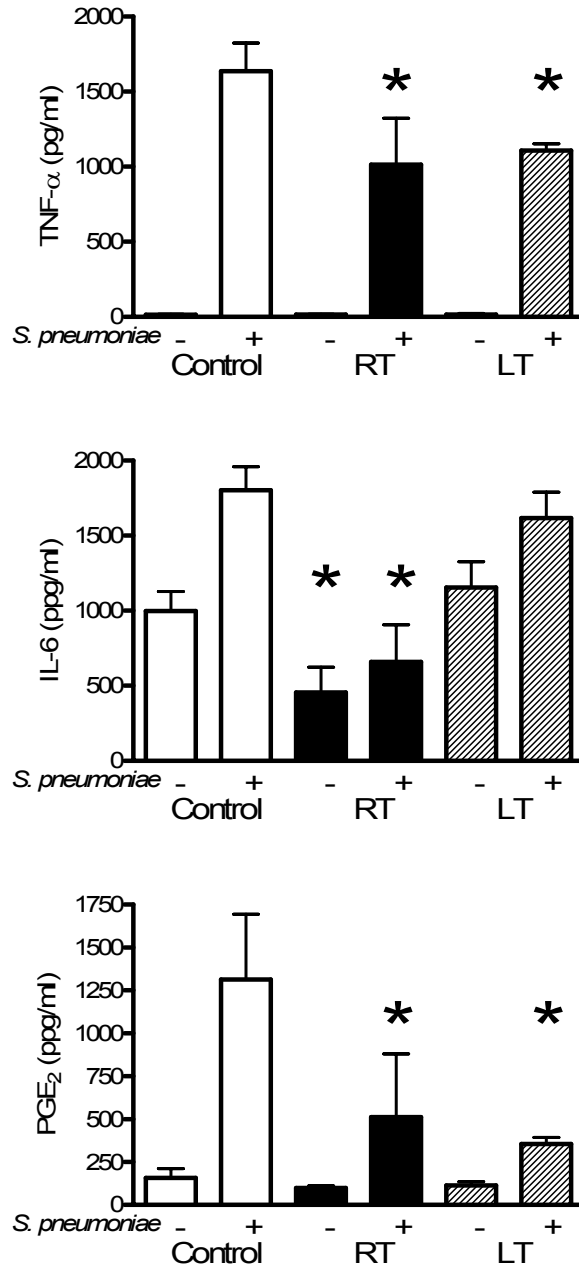 2000
1500
1000
500
0
TNF-α (pg/ml)
* *
S. pneumoniae - + - + - +
Control RT LT
2000
1500
1000
500
0
IL-6 (ppg/ml)
* *
S. pneumoniae - + - + - +
Control RT LT
1750
1500
1250
1000
750
500
250
0
PGE₂ (ppg/ml)
* *
S. pneumoniae - + - + - +
Control RT LT